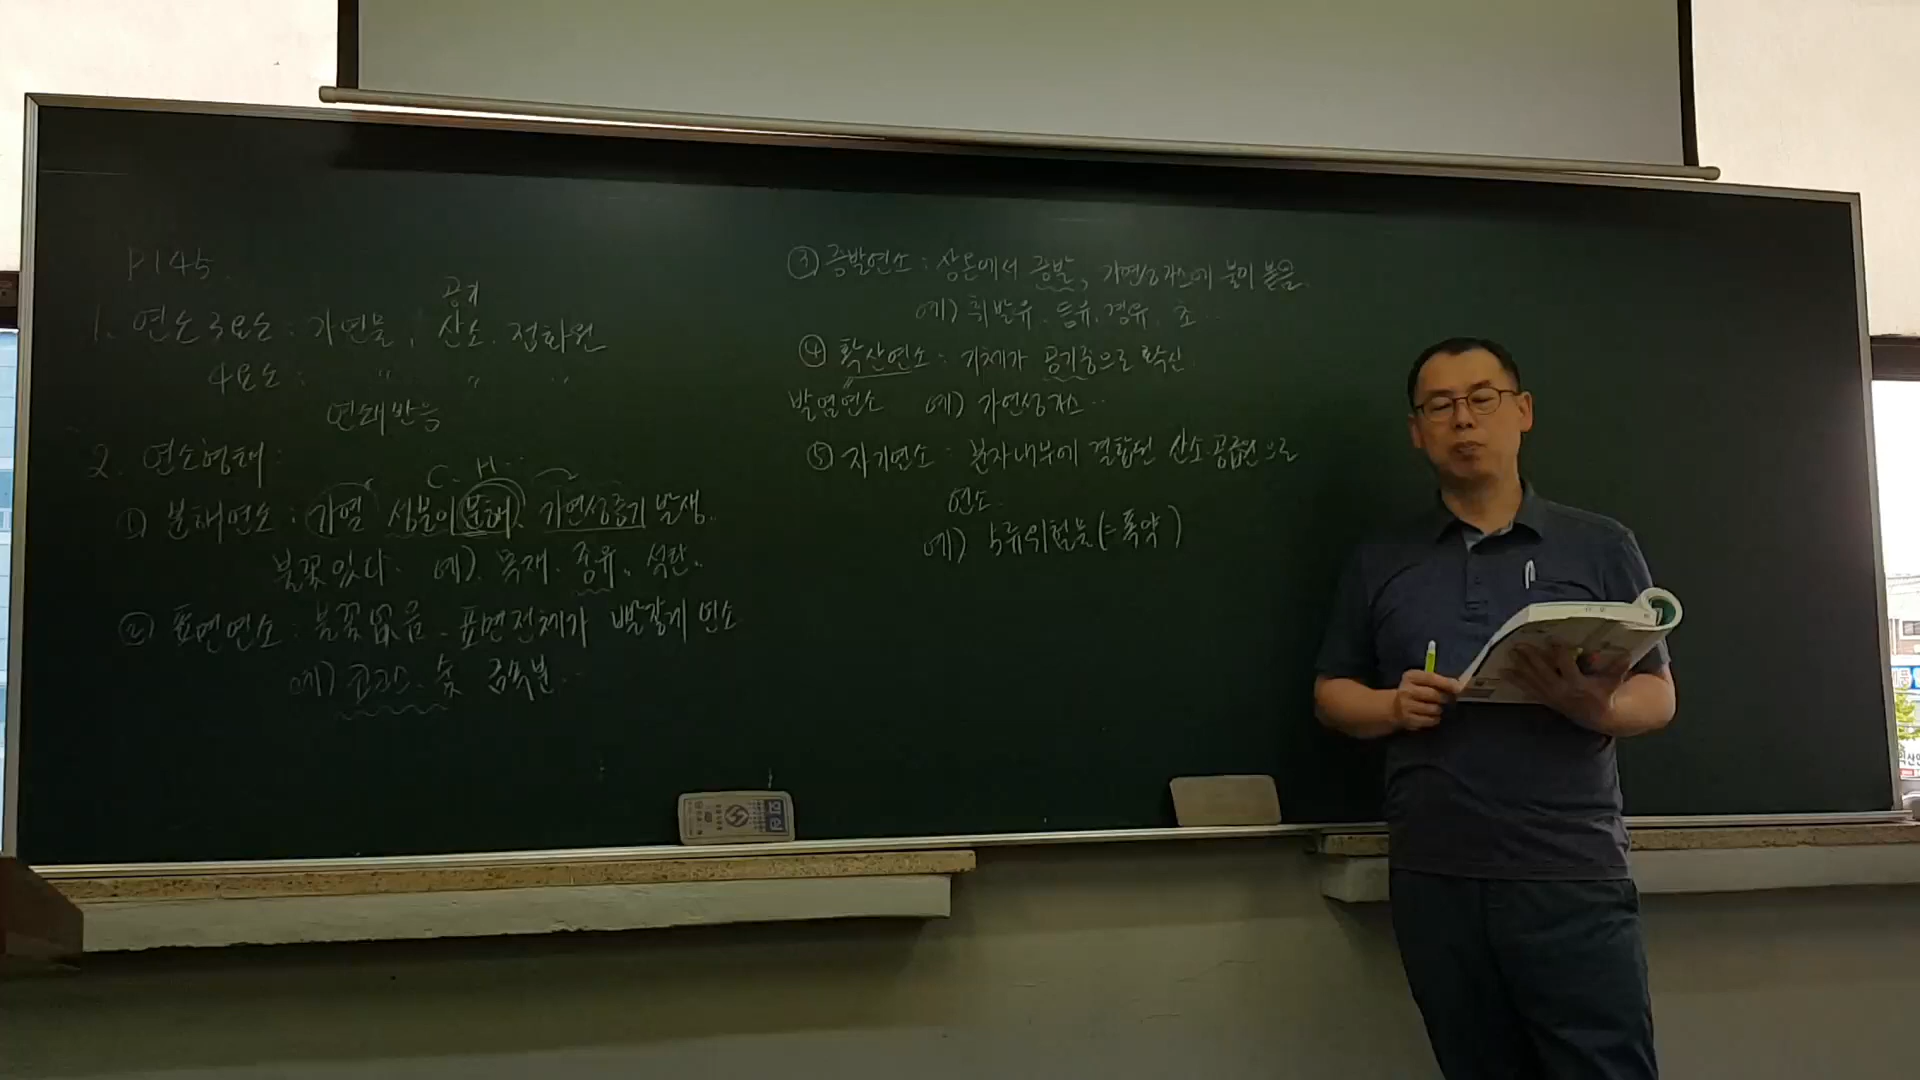 P145.
공기
1. 연소3요소 : 가연물, 산소. 점화원
4요소 : 〃 〃 〃
연쇄반응
2. 연소형태 :
C. H...
① 분해연소 : 가열 분해, 가연성증기 발생..
불꽃있다. 예). 목재. 중유. 석탄..
② 표면연소 : 불꽃없음. 표면전체가 빨갛게 연소
예) 코크스. 숯 금속분...
③ 증발연소 : 상온에서 증발, 가연성가스에 불이 붙음.
예) 휘발유. 등유. 경유. 초...
④ 확산연소 : 기체가 공기중으로 확산
발염연소 예) 가연성가스..
⑤ 자기연소 : 분자내부에 결합된 산소공급원으로
연소.
예) 5류위험물(=폭약)